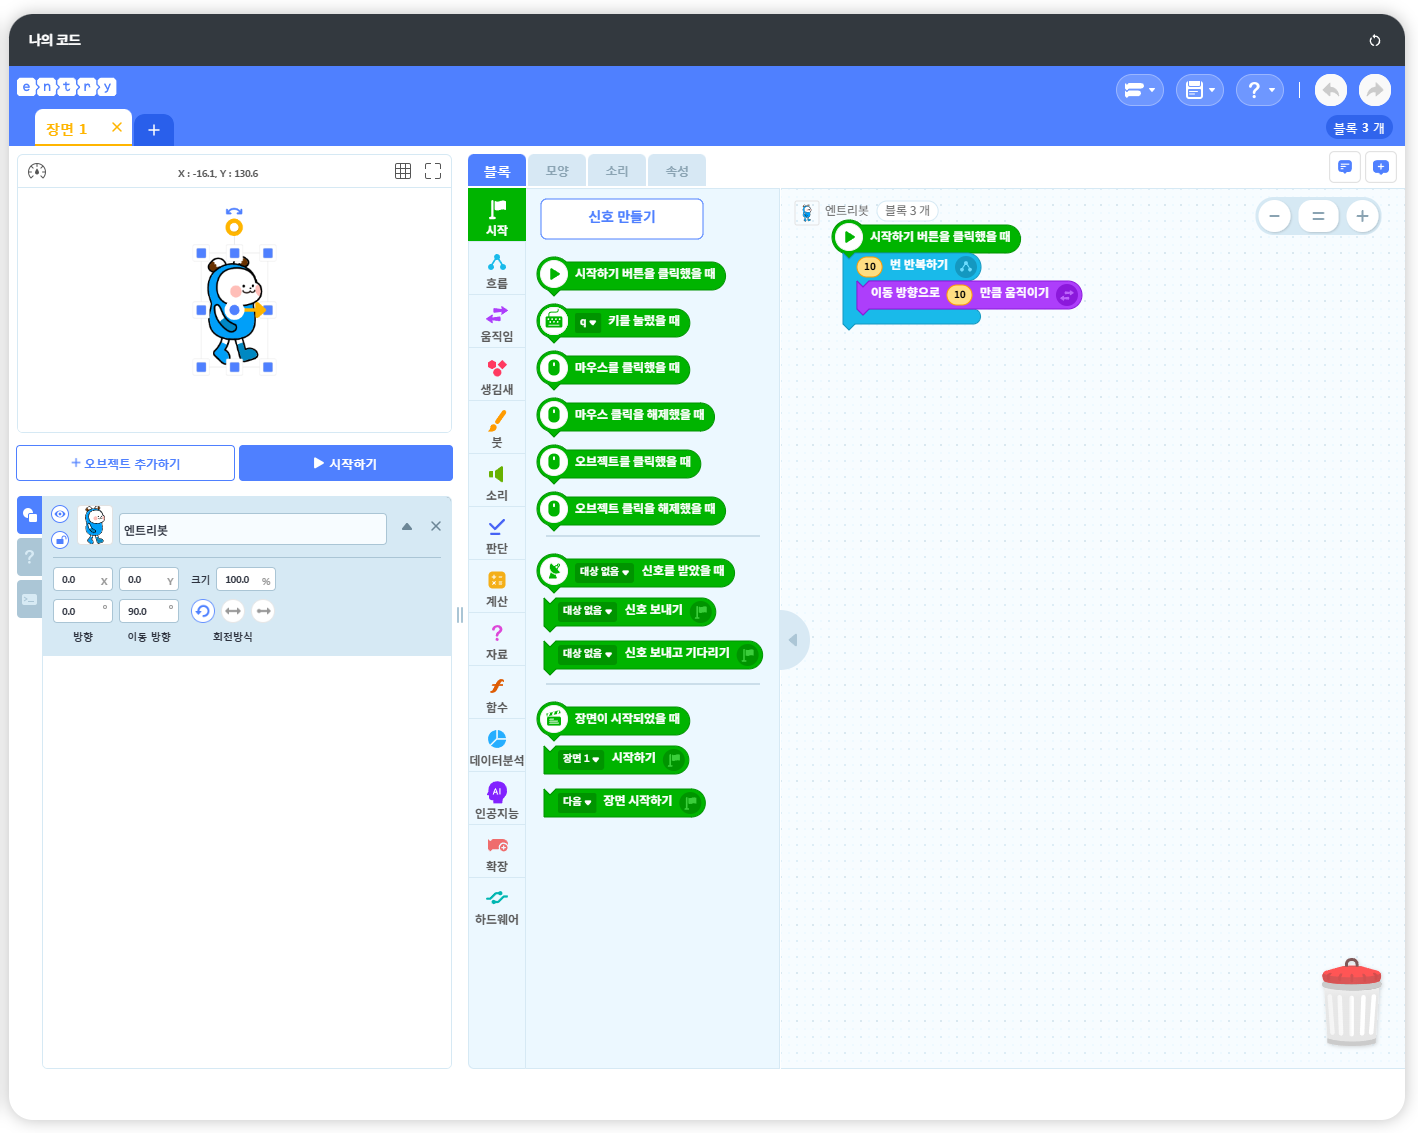 나의 코드
entry
장면 1
블록 3 개
X : -16.1, Y : 130.6
블록 모양 소리 속성
시작
흐름
움직임
생김새
붓
소리
판단
계산
자료
함수
데이터분석
AI
인공지능
확장
하드웨어
신호 만들기
시작하기 버튼을 클릭했을 때
q 키를 눌렀을 때
마우스를 클릭했을 때
마우스 클릭을 해제했을 때
오브젝트를 클릭했을 때
오브젝트 클릭을 해제했을 때
대상 없음 신호를 받았을 때
대상 없음 신호 보내기
대상 없음 신호 보내고 기다리기
장면이 시작되었을 때
장면 1 시작하기
다음 장면 시작하기
엔트리봇 블록 3 개
시작하기 버튼을 클릭했을 때
10 번 반복하기
이동 방향으로 10 만큼 움직이기
+ 오브젝트 추가하기
시작하기
엔트리봇
0.0 X 0.0 Y 크기 100.0 %
0.0 ° 90.0 °
방향 이동 방향 회전방식